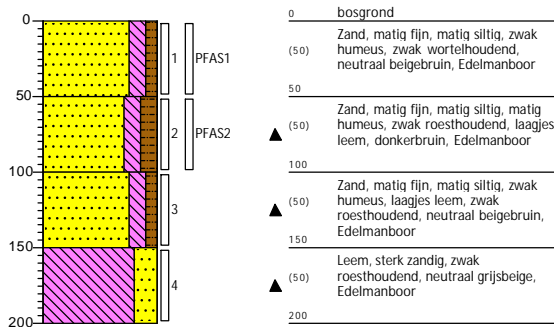 0 bosgrond
Zand, matig fijn, matig siltig, zwak
1 PFAS1 (50) humeus, zwak wortelhoudend,
neutraal beigebruin, Edelmanboor
50 50
Zand, matig fijn, matig siltig, matig
2 PFAS2 (50) humeus, zwak roesthoudend, laagjes
leem, donkerbruin, Edelmanboor
100 100
Zand, matig fijn, matig siltig, zwak
3 (50) humeus, laagjes leem, zwak
roesthoudend, neutraal beigebruin,
Edelmanboor
150 150
Leem, sterk zandig, zwak
4 (50) roesthoudend, neutraal grijsbeige,
Edelmanboor
200 200